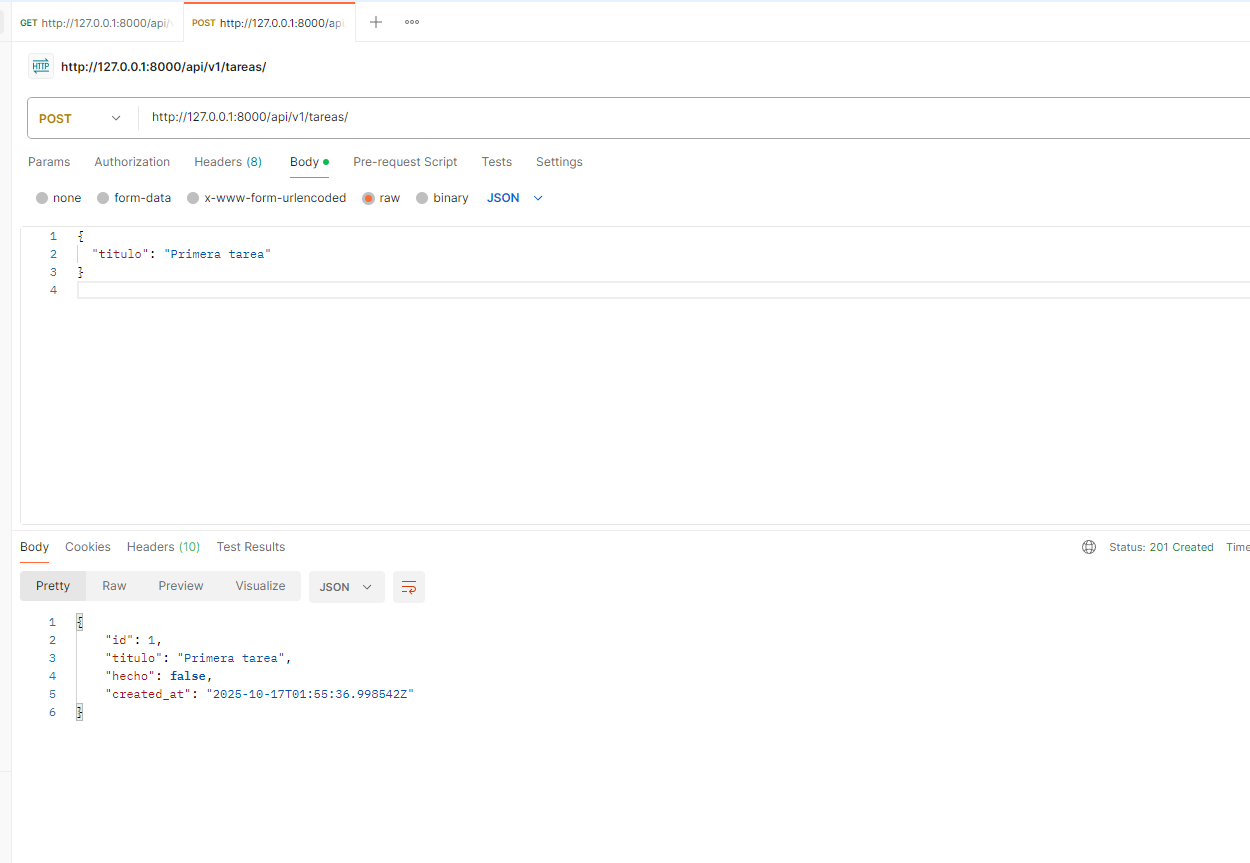 GET http://127.0.0.1:8000/api/v POST http://127.0.0.1:8000/api
HTTP http://127.0.0.1:8000/api/v1/tareas/
POST http://127.0.0.1:8000/api/v1/tareas/
Params Authorization Headers (8) Body Pre-request Script Tests Settings
none form-data x-www-form-urlencoded raw binary JSON
1 {
2 "titulo": "Primera tarea"
3 }
4
Body Cookies Headers (10) Test Results Status: 201 Created Time
Pretty Raw Preview Visualize JSON
1 {
2 "id": 1,
3 "titulo": "Primera tarea",
4 "hecho": false,
5 "created_at": "2025-10-17T01:55:36.998542Z"
6 }